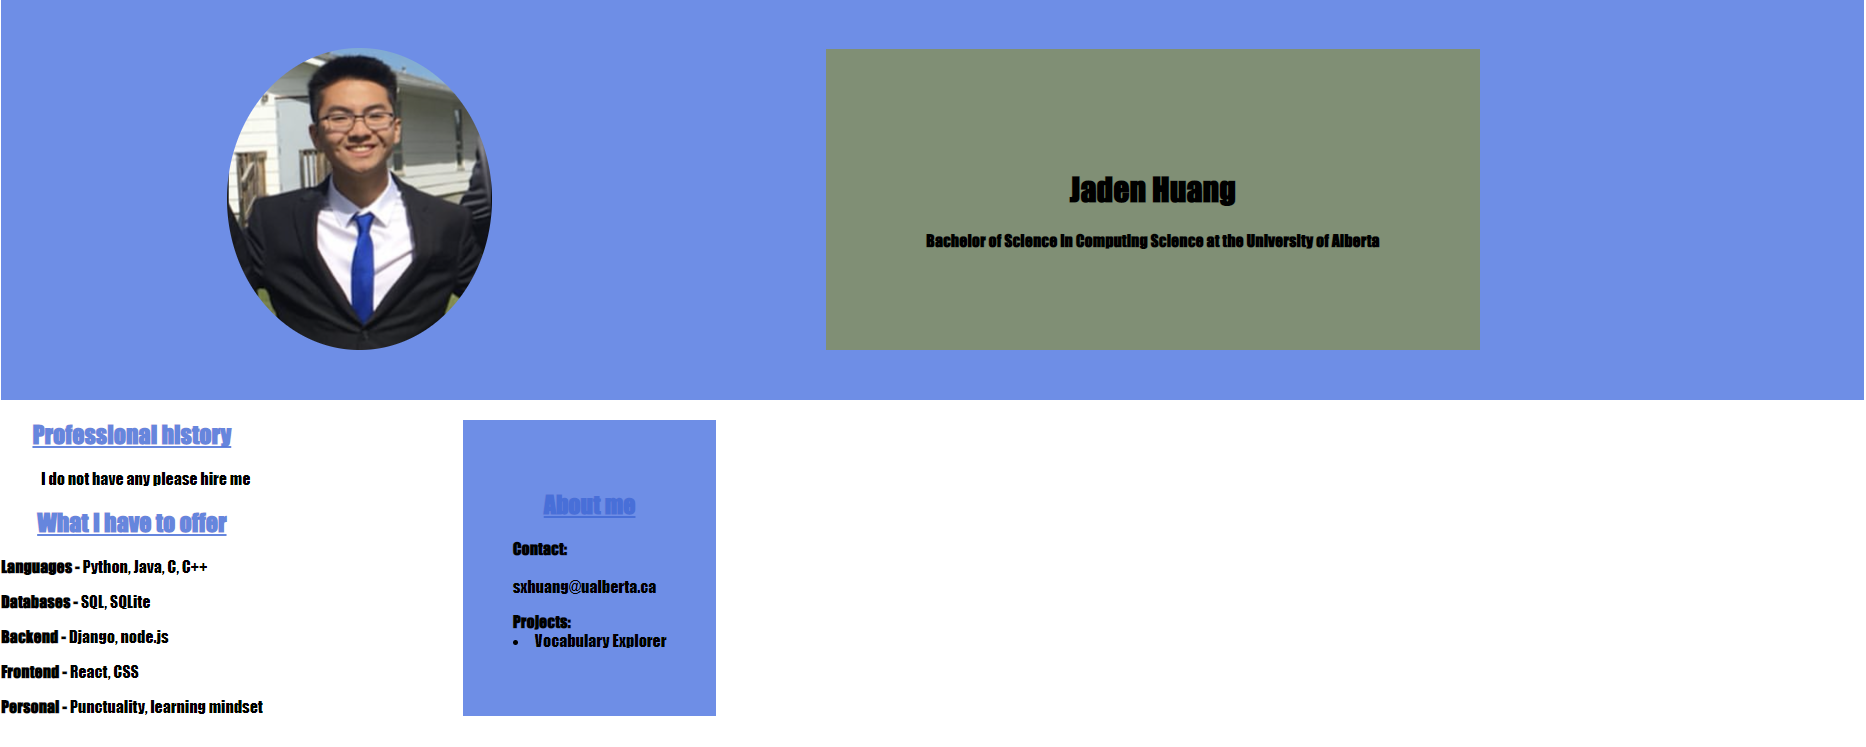 Jaden Huang
Bachelor of Science in Computing Science at the University of Alberta
Professional history
I do not have any please hire me
What I have to offer
Languages - Python, Java, C, C++
Databases - SQL, SQLite
Backend - Django, node.js
Frontend - React, CSS
Personal - Punctuality, learning mindset
About me
Contact:
sxhuang@ualberta.ca
Projects:
• Vocabulary Explorer